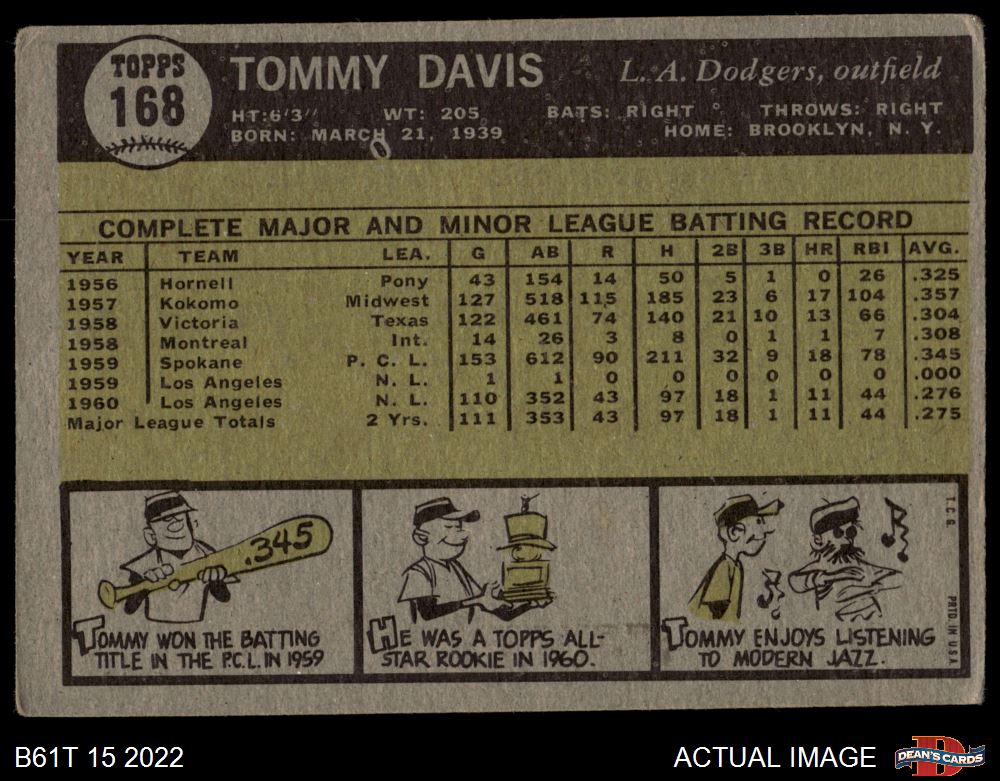 TOPPS
168
TOMMY DAVIS L.A. Dodgers, outfield
HT: 6'3" WT: 205 BATS: RIGHT THROWS: RIGHT
BORN: MARCH 21, 1939 HOME: BROOKLYN, N. Y.
COMPLETE MAJOR AND MINOR LEAGUE BATTING RECORD
YEAR TEAM LEA. G AB R H 2B 3B HR RBI AVG.
1956 Hornell Pony 43 154 14 50 5 1 0 26 .325
1957 Kokomo Midwest 127 518 115 185 23 6 17 104 .357
1958 Victoria Texas 122 461 74 140 21 10 13 66 .304
1958 Montreal Int. 14 26 3 8 0 1 1 7 .308
1959 Spokane P. C. L. 153 612 90 211 32 9 18 78 .345
1959 Los Angeles N. L. 1 1 0 0 0 0 0 0 .000
1960 Los Angeles N. L. 110 352 43 97 18 1 11 44 .276
Major League Totals 2 Yrs. 111 353 43 97 18 1 11 44 .275
.345
TOMMY WON THE BATTING
TITLE IN THE P.C.L. IN 1959
HE WAS A TOPPS ALL-
STAR ROOKIE IN 1960.
TOMMY ENJOYS LISTENING
TO MODERN JAZZ.
T.C.G.
PRTD. IN U.S.A.
B61T 15 2022 ACTUAL IMAGE
DEAN'S CARDS